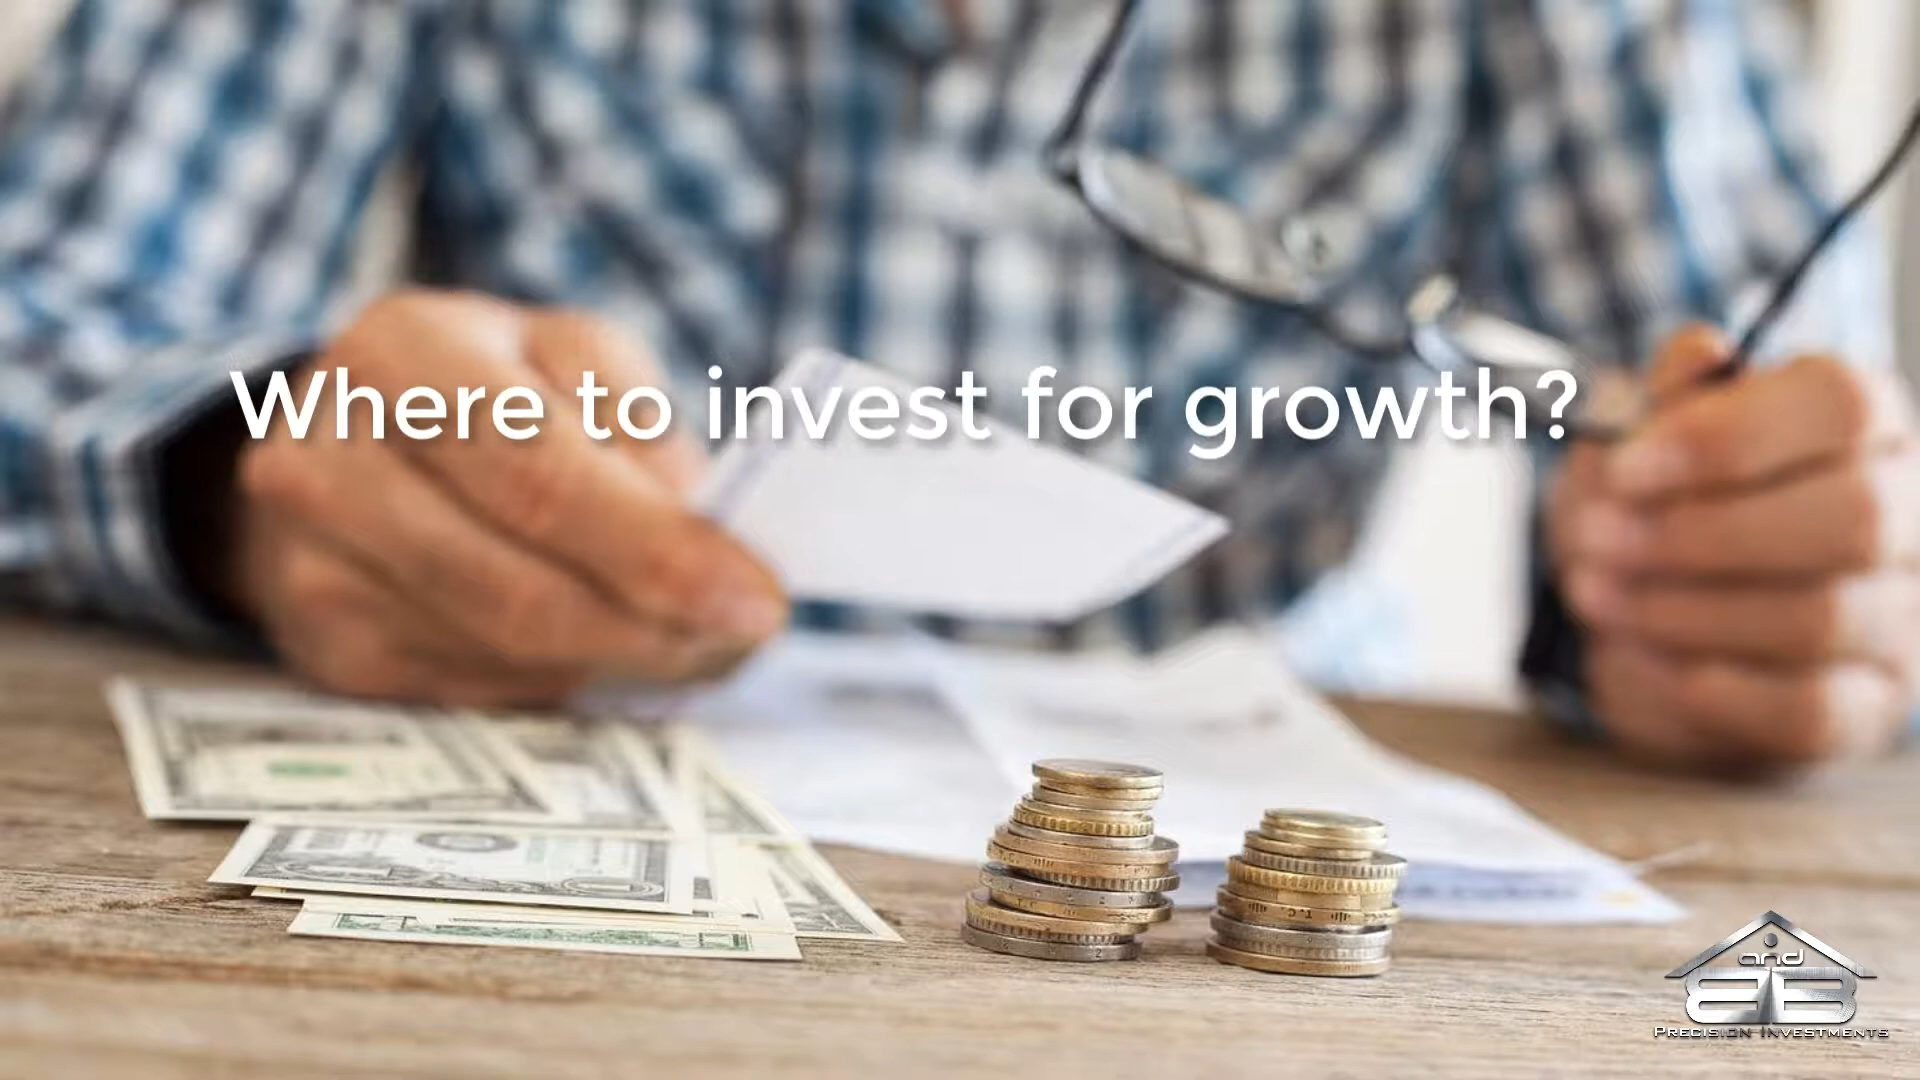 Where to invest for growth?
and
BB
PRECISION INVESTMENTS